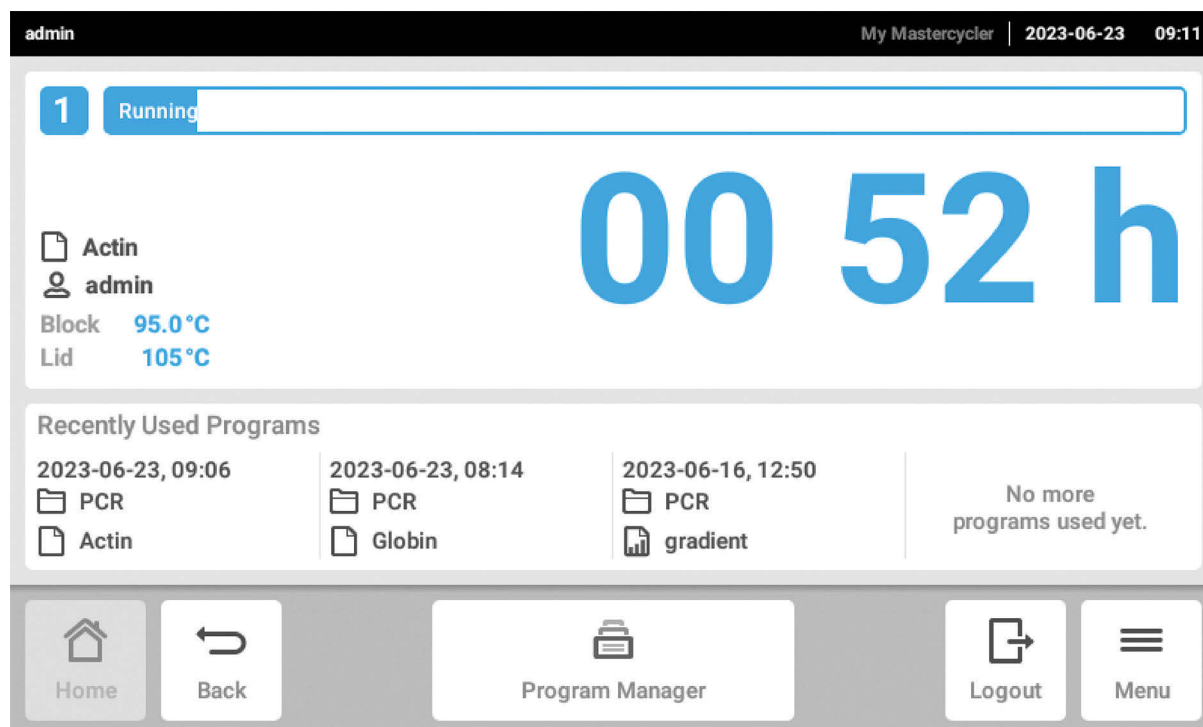 admin My Mastercycler 2023-06-23 09:11
1 Running
00 52 h
Actin
admin
Block 95.0°C
Lid 105°C
Recently Used Programs
2023-06-23, 09:06
PCR
Actin
2023-06-23, 08:14
PCR
Globin
2023-06-16, 12:50
PCR
gradient
No more
programs used yet.
Home
Back
Program Manager
Logout
Menu